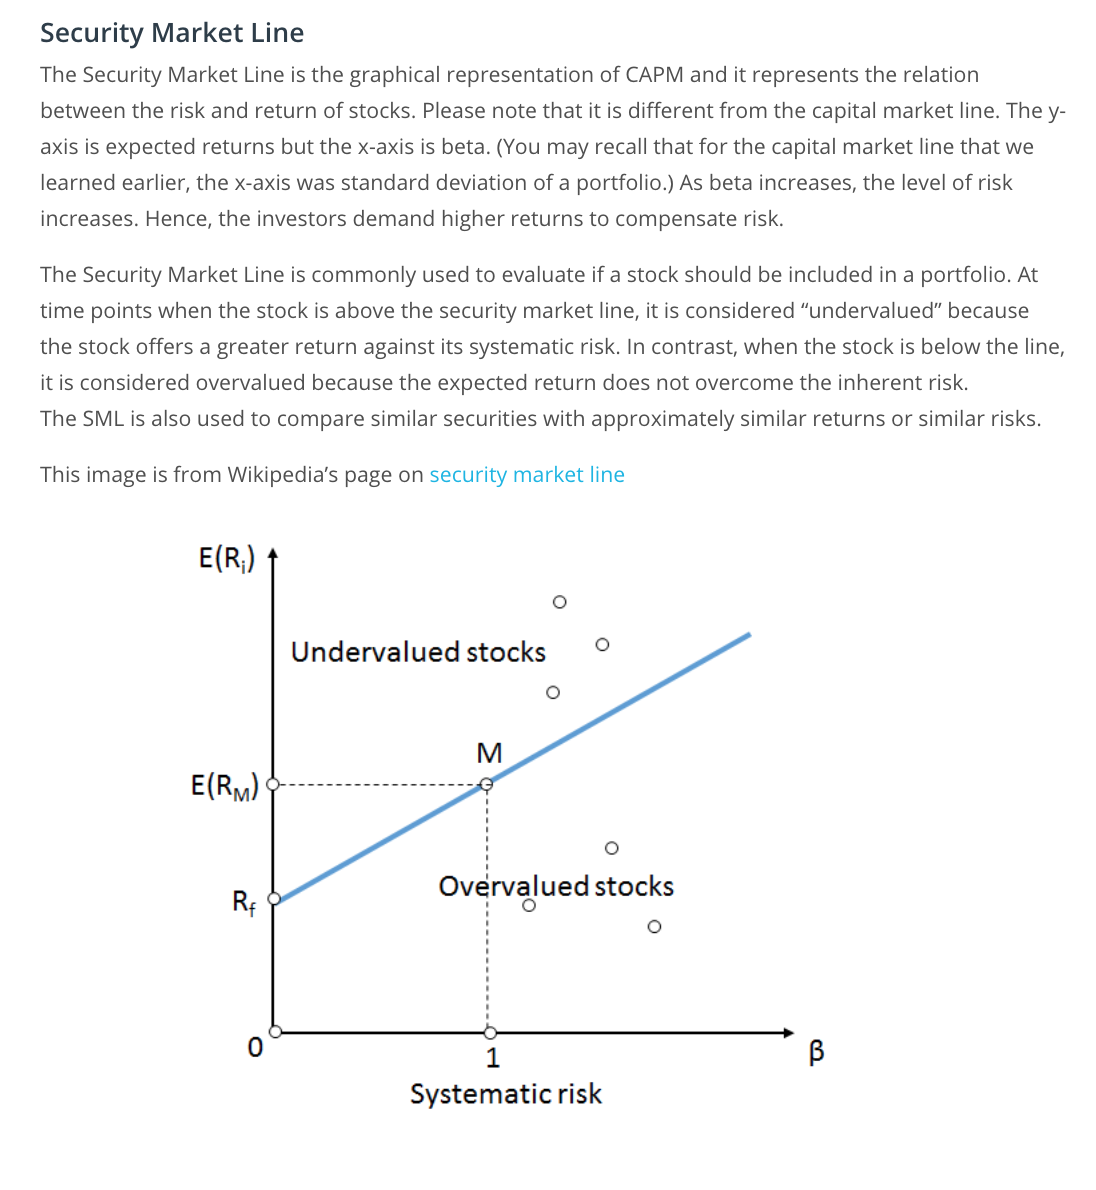 Security Market Line
The Security Market Line is the graphical representation of CAPM and it represents the relation
between the risk and return of stocks. Please note that it is different from the capital market line. The y-
axis is expected returns but the x-axis is beta. (You may recall that for the capital market line that we
learned earlier, the x-axis was standard deviation of a portfolio.) As beta increases, the level of risk
increases. Hence, the investors demand higher returns to compensate risk.
The Security Market Line is commonly used to evaluate if a stock should be included in a portfolio. At
time points when the stock is above the security market line, it is considered “undervalued” because
the stock offers a greater return against its systematic risk. In contrast, when the stock is below the line,
it is considered overvalued because the expected return does not overcome the inherent risk.
The SML is also used to compare similar securities with approximately similar returns or similar risks.
This image is from Wikipedia’s page on security market line
E(Ri)
Undervalued stocks
M
E(RM)
Overvalued stocks
Rf
0
1
β
Systematic risk